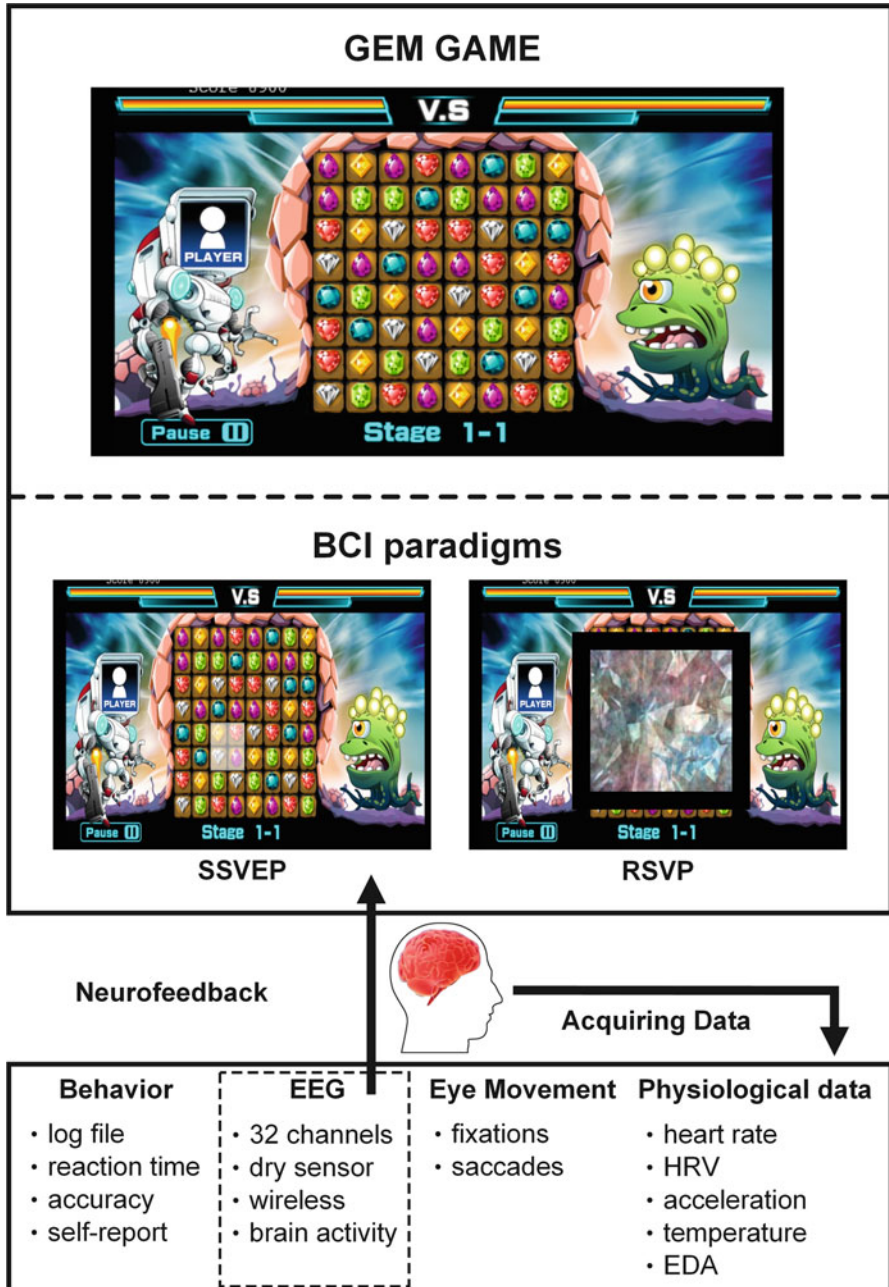 GEM GAME
Score 8900
V.S
PLAYER
Pause
Stage 1-1
BCI paradigms
V.S
V.S
PLAYER
PLAYER
Pause
Stage 1-1
Pause
Stage 1-1
SSVEP
RSVP
Neurofeedback
Acquiring Data
Behavior
・log file
・reaction time
・accuracy
・self-report
EEG
・32 channels
・dry sensor
・wireless
・brain activity
Eye Movement
・fixations
・saccades
Physiological data
・heart rate
・HRV
・acceleration
・temperature
・EDA